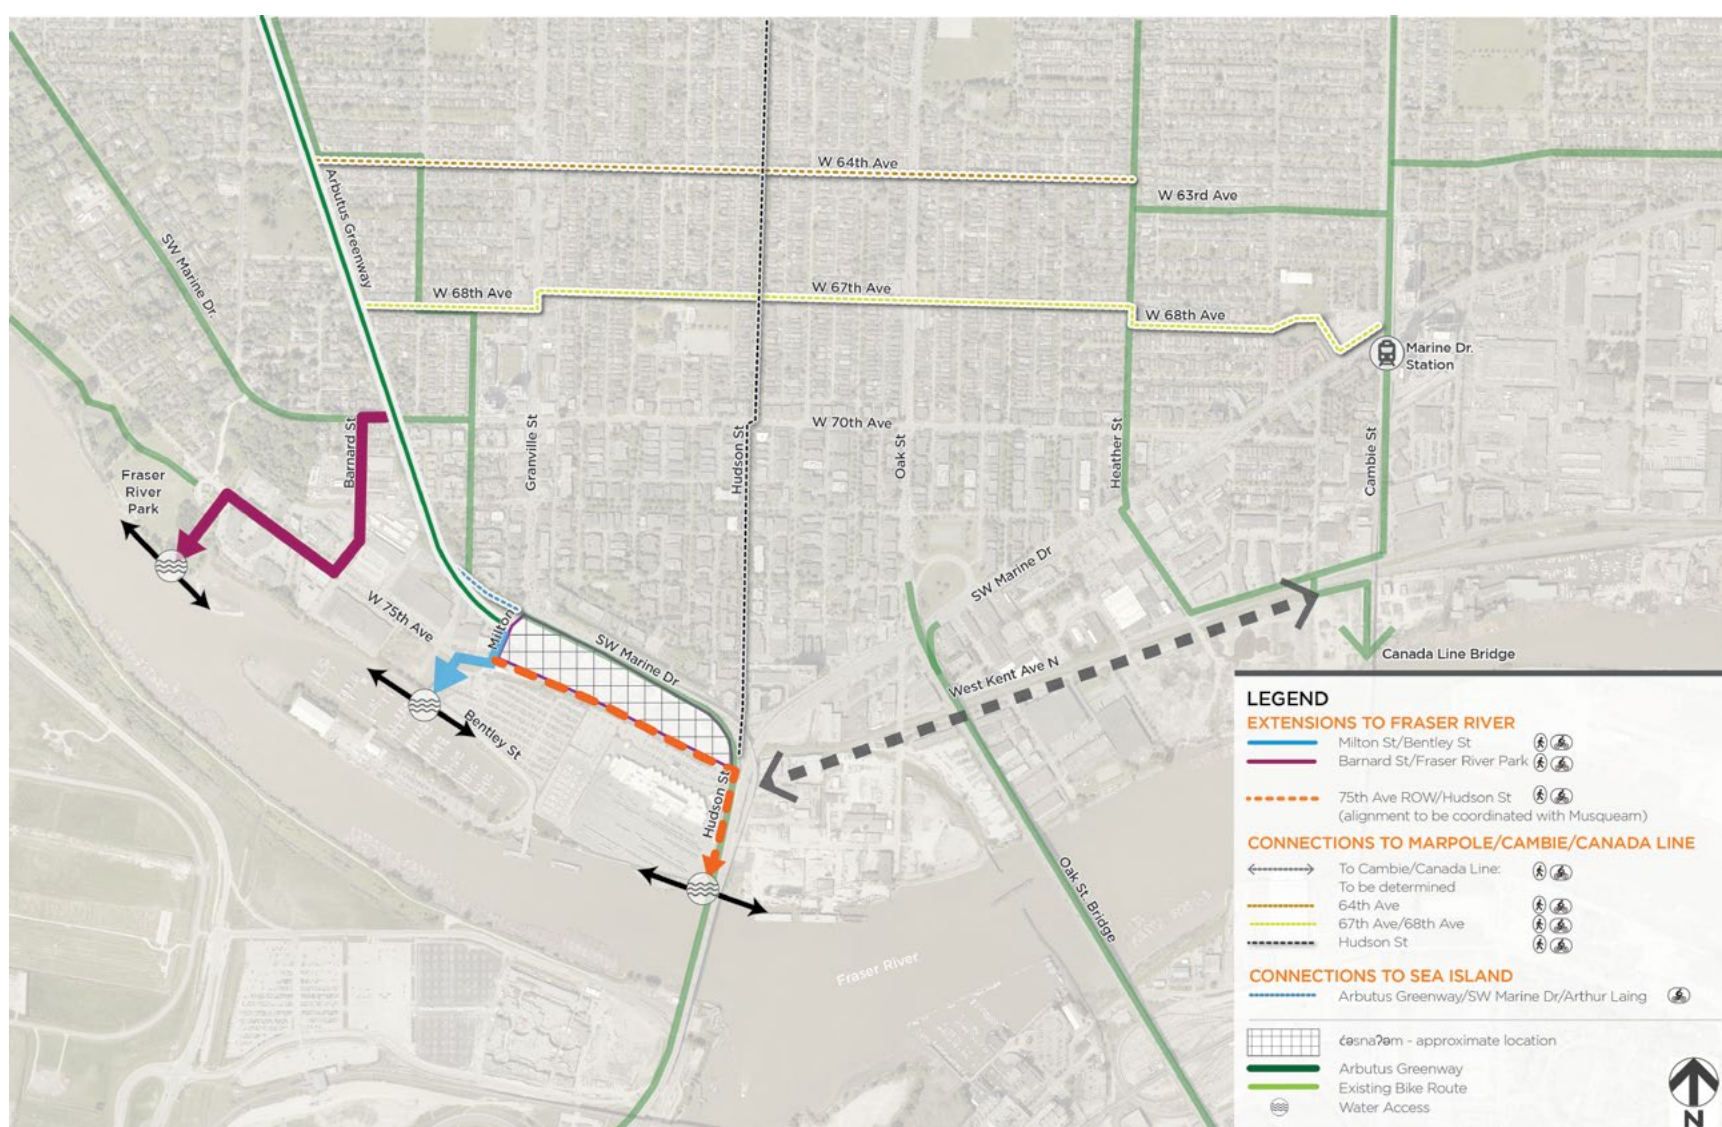 W 64th Ave
W 63rd Ave
Arbutus Greenway
SW Marine Dr.
W 68th Ave
W 67th Ave
W 68th Ave
Marine Dr.
Station
Barnard St
Granville St
Hudson St
W 70th Ave
Oak St
Heather St
Cambie St
Fraser
River
Park
W 75th Ave
Milton
SW Marine Dr
SW Marine Dr
West Kent Ave N
Canada Line Bridge
Bentley St
Hudson St
Oak St. Bridge
Fraser River
LEGEND
EXTENSIONS TO FRASER RIVER
Milton St/Bentley St
Barnard St/Fraser River Park
75th Ave ROW/Hudson St
(alignment to be coordinated with Musqueam)
CONNECTIONS TO MARPOLE/CAMBIE/CANADA LINE
To Cambie/Canada Line:
To be determined
64th Ave
67th Ave/68th Ave
Hudson St
CONNECTIONS TO SEA ISLAND
Arbutus Greenway/SW Marine Dr/Arthur Laing
c̓əsnaʔəm - approximate location
Arbutus Greenway
Existing Bike Route
Water Access
N